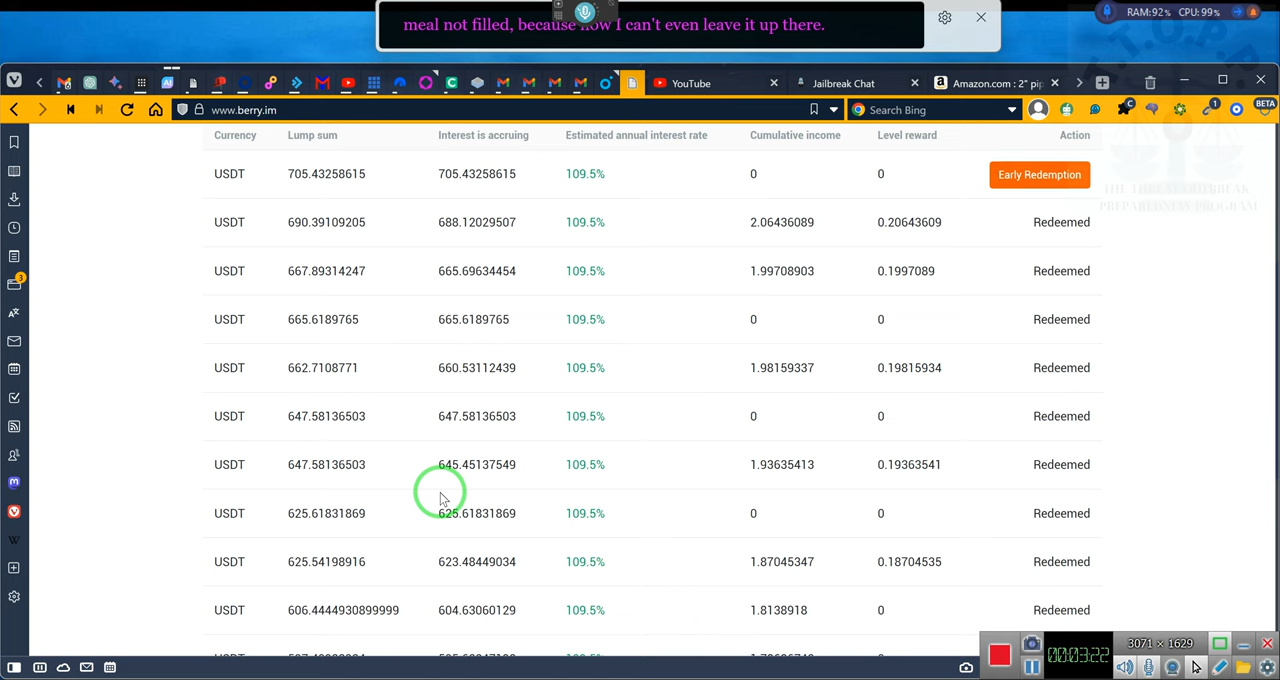 meal not filled, because now I can't even leave it up there.
RAM:92% CPU:99%
YouTube
Jailbreak Chat
Amazon.com : 2" pip
BETA
www.berry.im
Search Bing
Currency Lump sum Interest is accruing Estimated annual interest rate Cumulative income Level reward Action
USDT 705.43258615 705.43258615 109.5% 0 0 Early Redemption
USDT 690.39109205 688.12029507 109.5% 2.06436089 0.20643609 Redeemed
USDT 667.89314247 665.69634454 109.5% 1.99708903 0.1997089 Redeemed
USDT 665.6189765 665.6189765 109.5% 0 0 Redeemed
USDT 662.7108771 660.53112439 109.5% 1.98159337 0.19815934 Redeemed
USDT 647.58136503 647.58136503 109.5% 0 0 Redeemed
USDT 647.58136503 645.45137549 109.5% 1.93635413 0.19363541 Redeemed
USDT 625.61831869 625.61831869 109.5% 0 0 Redeemed
USDT 625.54198916 623.48449034 109.5% 1.87045347 0.18704535 Redeemed
USDT 606.4444930899999 604.63060129 109.5% 1.8138918 0 Redeemed
3071 × 1629
00:03:22